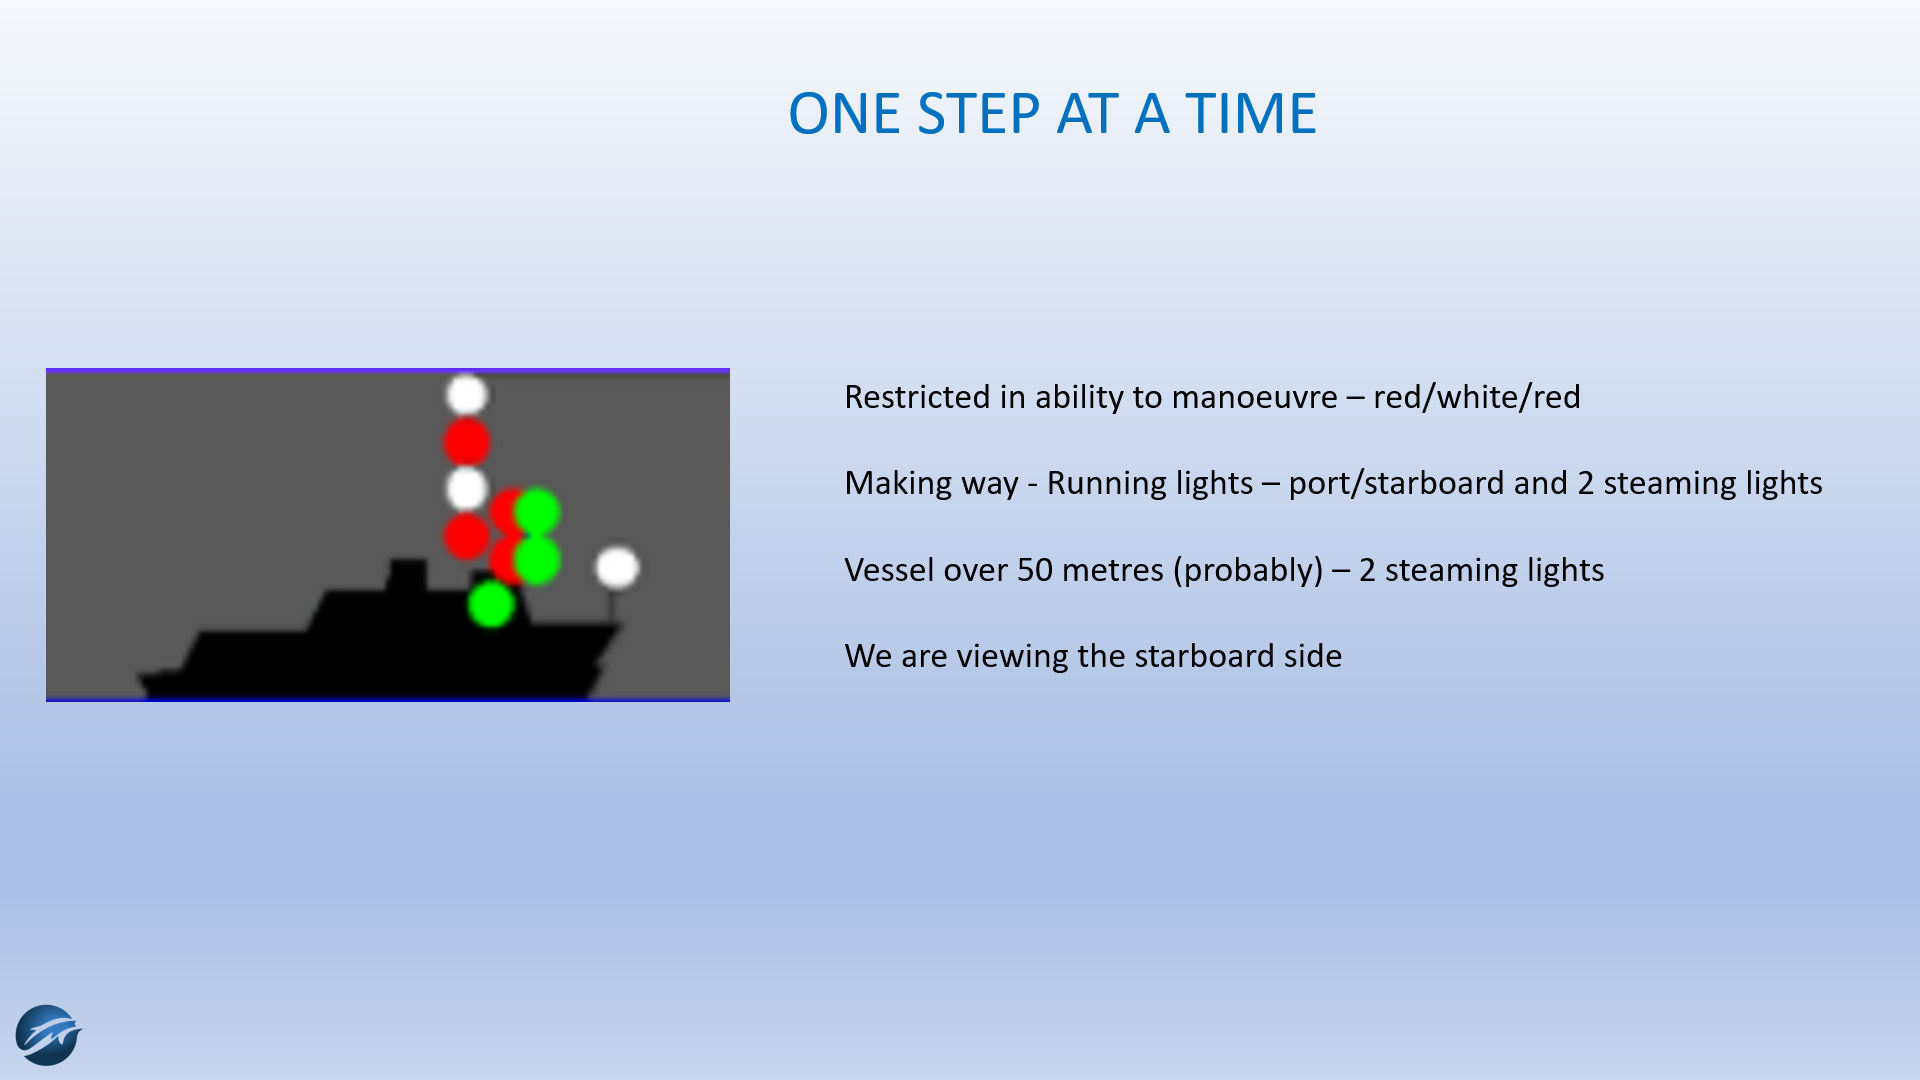 ONE STEP AT A TIME
Restricted in ability to manoeuvre – red/white/red
Making way - Running lights – port/starboard and 2 steaming lights
Vessel over 50 metres (probably) – 2 steaming lights
We are viewing the starboard side